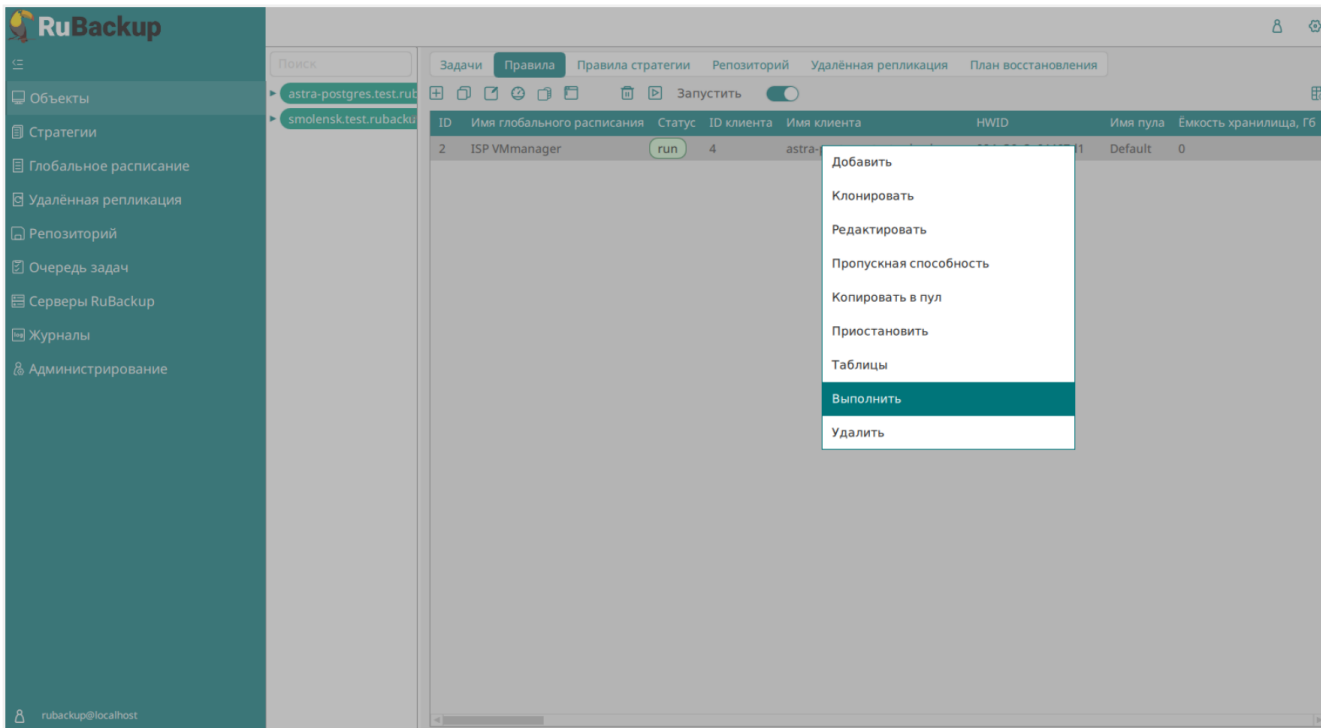 RuBackup
Поиск
Задачи Правила Правила стратегии Репозиторий Удалённая репликация План восстановления
Объекты
Стратегии
Глобальное расписание
Удалённая репликация
Репозиторий
Очередь задач
Серверы RuBackup
Журналы
Администрирование
rubackup@localhost
astra-postgres.test.rub
smolensk.test.rubacku
Запустить
ID Имя глобального расписания Статус ID клиента Имя клиента HWID Имя пула Ёмкость хранилища, Гб
2 ISP VMmanager run 4 astra- Default 0
Добавить
Клонировать
Редактировать
Пропускная способность
Копировать в пул
Приостановить
Таблицы
Выполнить
Удалить